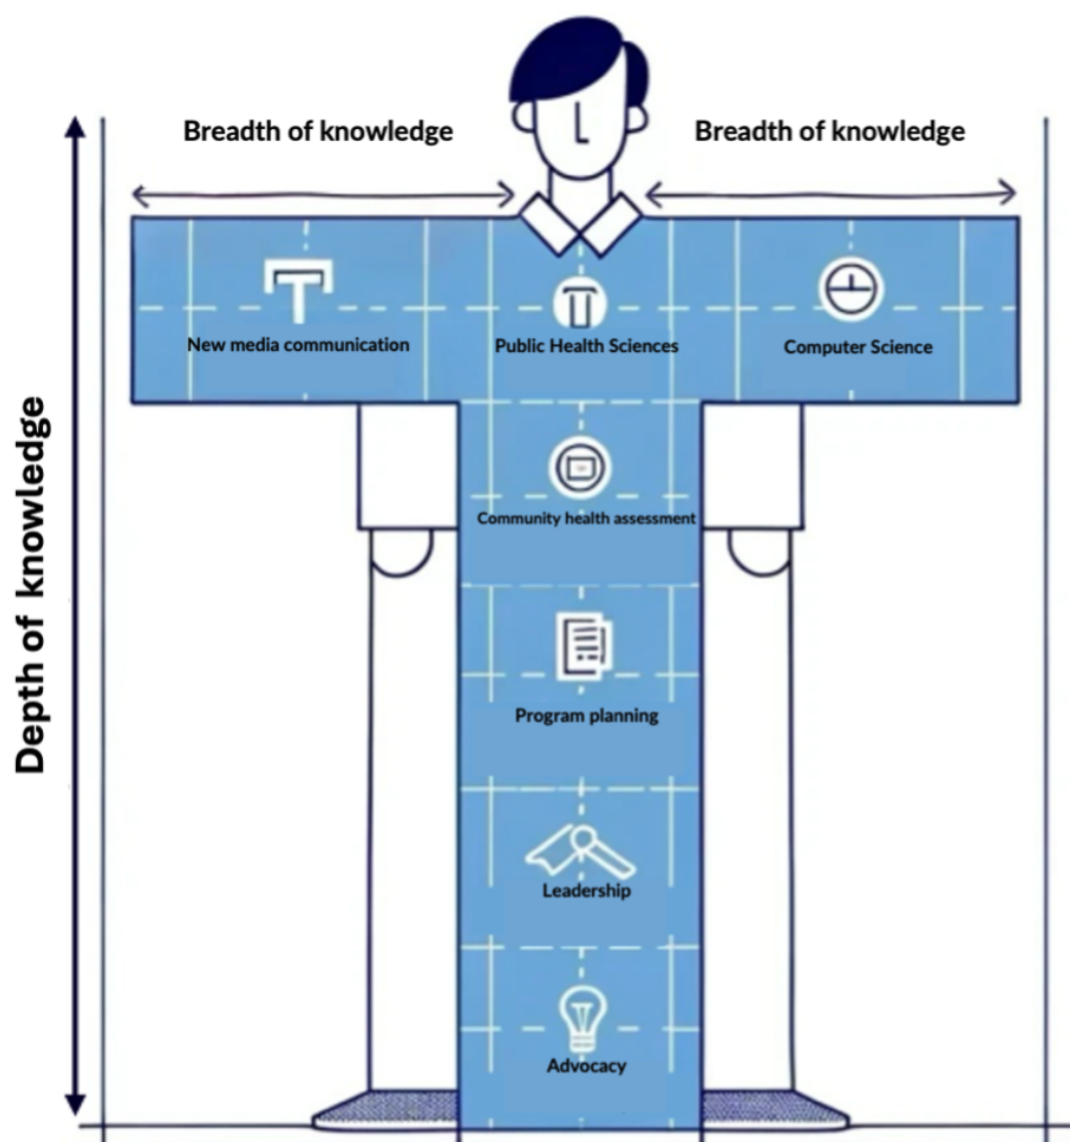 Breadth of knowledge
Breadth of knowledge
Depth of knowledge
New media communication
Public Health Sciences
Computer Science
Community health assessment
Program planning
Leadership
Advocacy